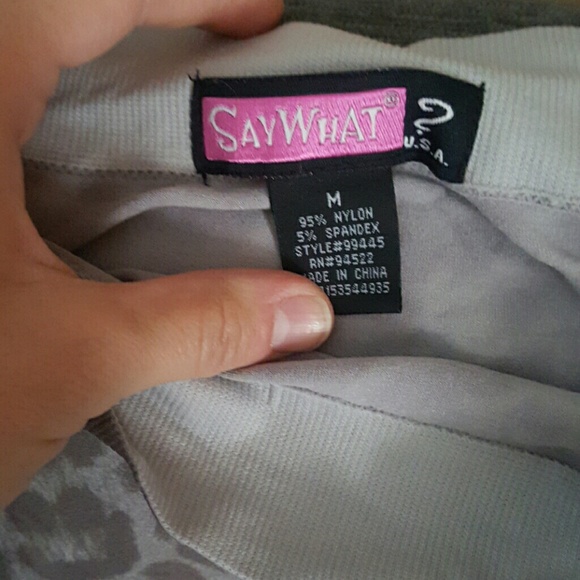 SAYWHAT®
?
U.S.A.
M
95% NYLON
5% SPANDEX
STYLE#99445
RN#94522
ADE IN CHINA
153544935